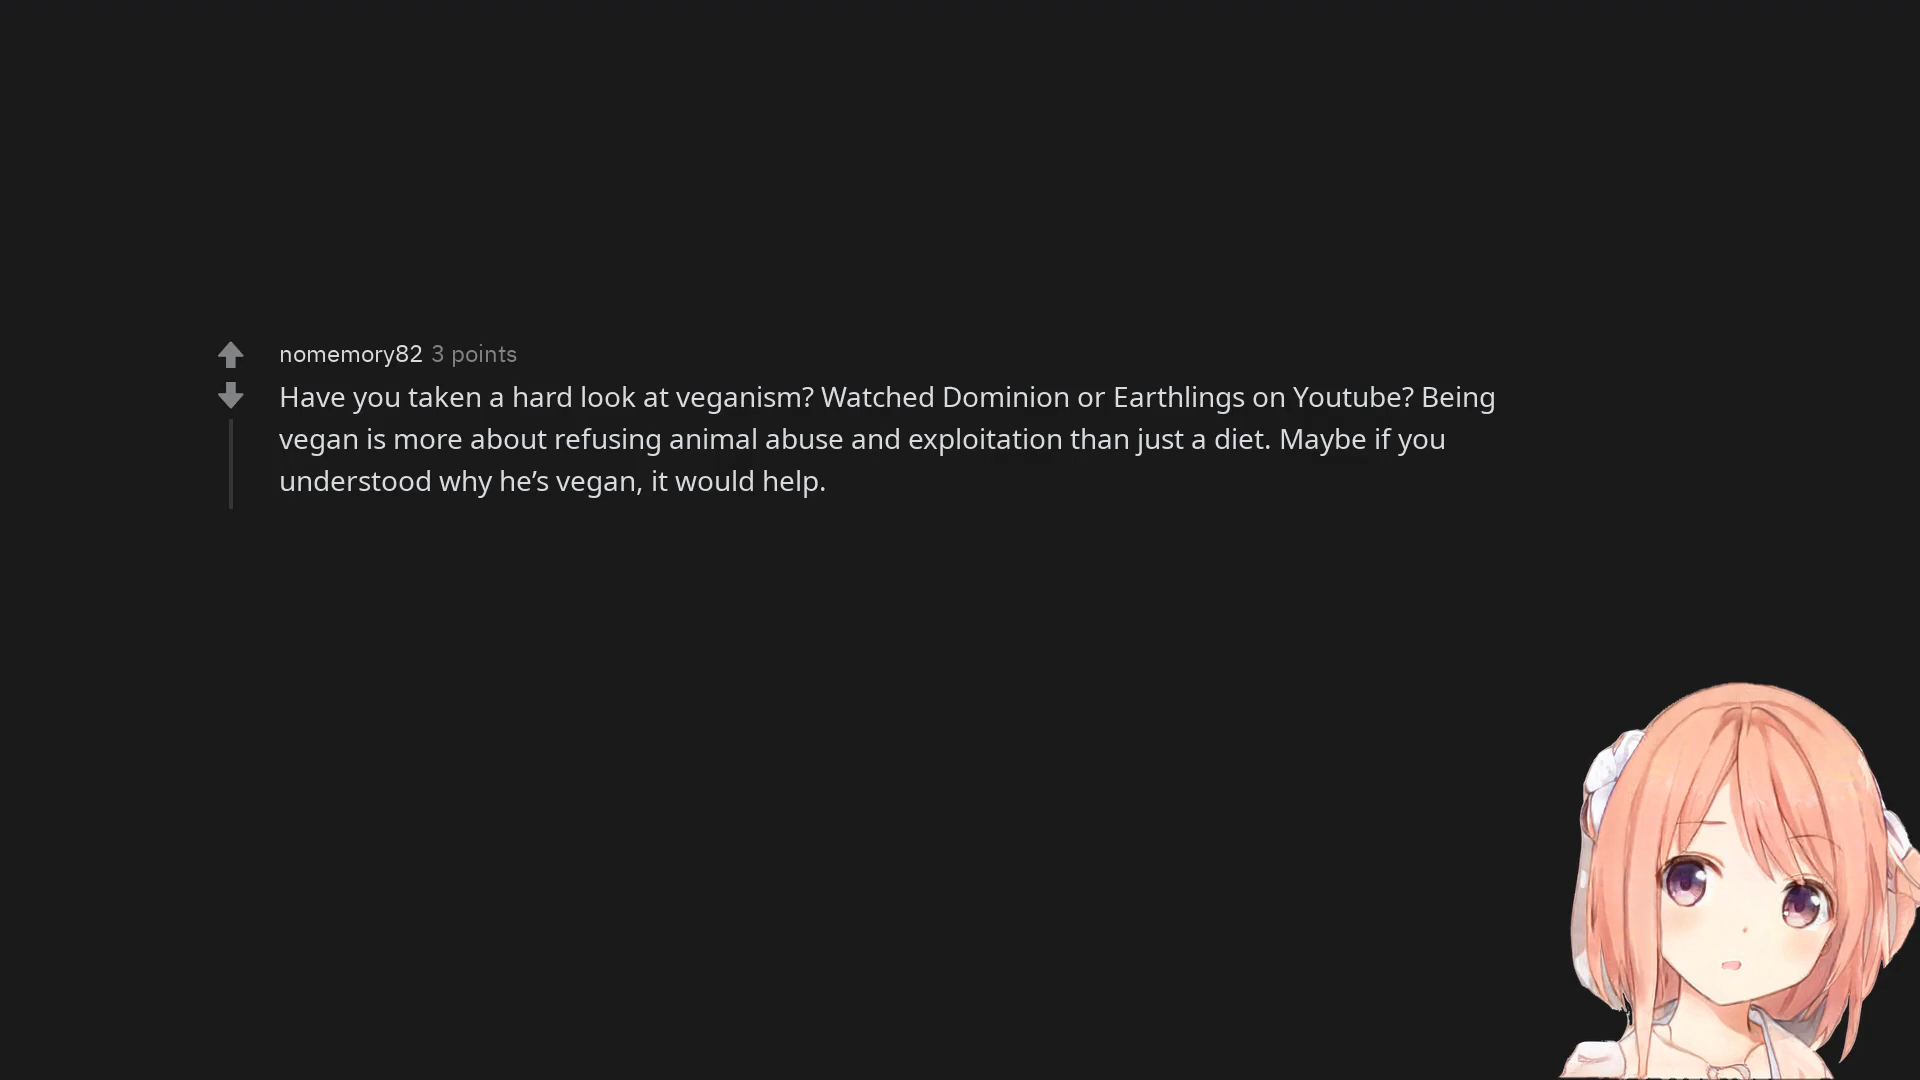 nomemory82 3 points
Have you taken a hard look at veganism? Watched Dominion or Earthlings on Youtube? Being
vegan is more about refusing animal abuse and exploitation than just a diet. Maybe if you
understood why he’s vegan, it would help.